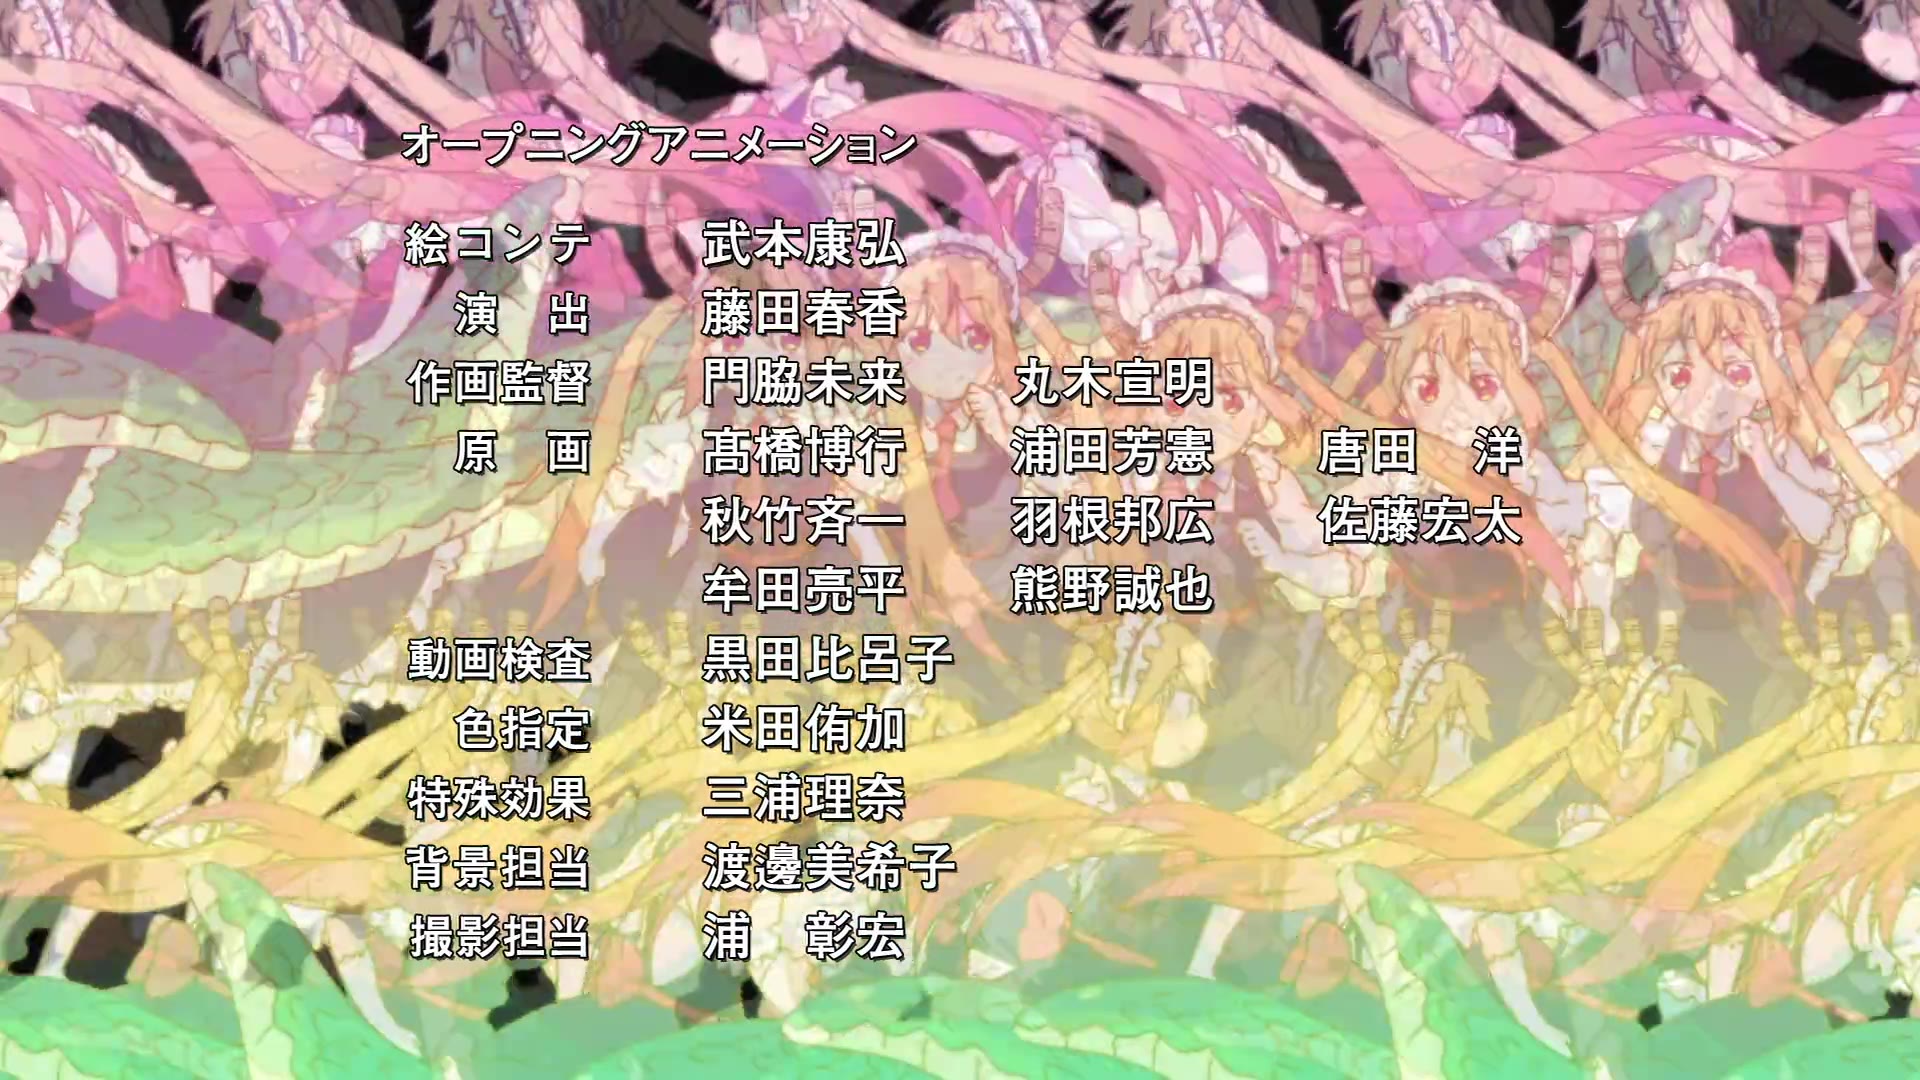 オープニングアニメーション
絵コンテ 武本康弘
演 出 藤田春香
作画監督 門脇未来 丸木宣明
原 画 髙橋博行 浦田芳憲 唐田 洋
秋竹斉一 羽根邦広 佐藤宏太
牟田亮平 熊野誠也
動画検査 黒田比呂子
色指定 米田侑加
特殊効果 三浦理奈
背景担当 渡邊美希子
撮影担当 浦 彰宏